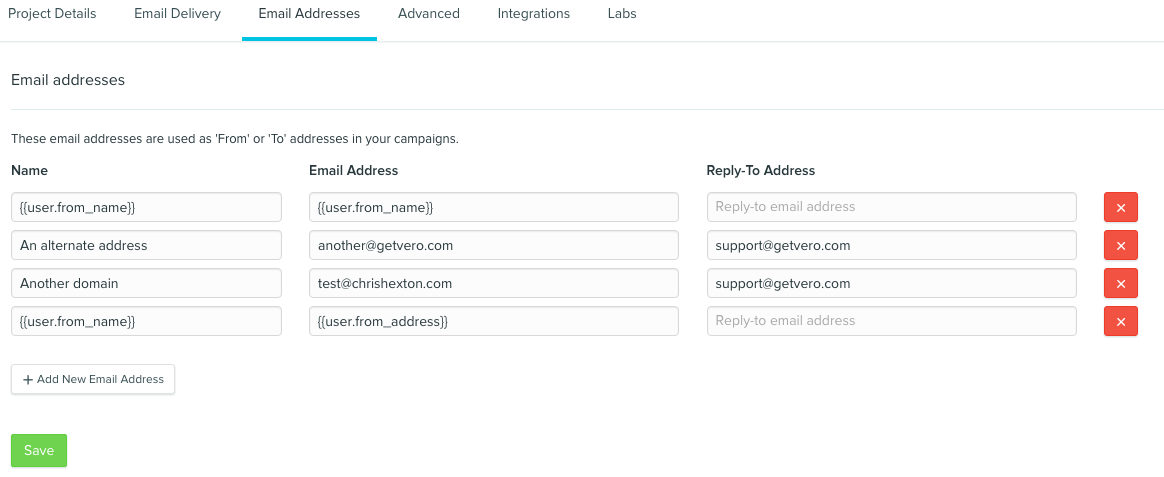 Project Details Email Delivery Email Addresses Advanced Integrations Labs
Email addresses
These email addresses are used as 'From' or 'To' addresses in your campaigns.
Name Email Address Reply-To Address
{{user.from_name}} {{user.from_name}} Reply-to email address
An alternate address another@getvero.com support@getvero.com
Another domain test@chrishexton.com support@getvero.com
{{user.from_name}} {{user.from_address}} Reply-to email address
+ Add New Email Address
Save